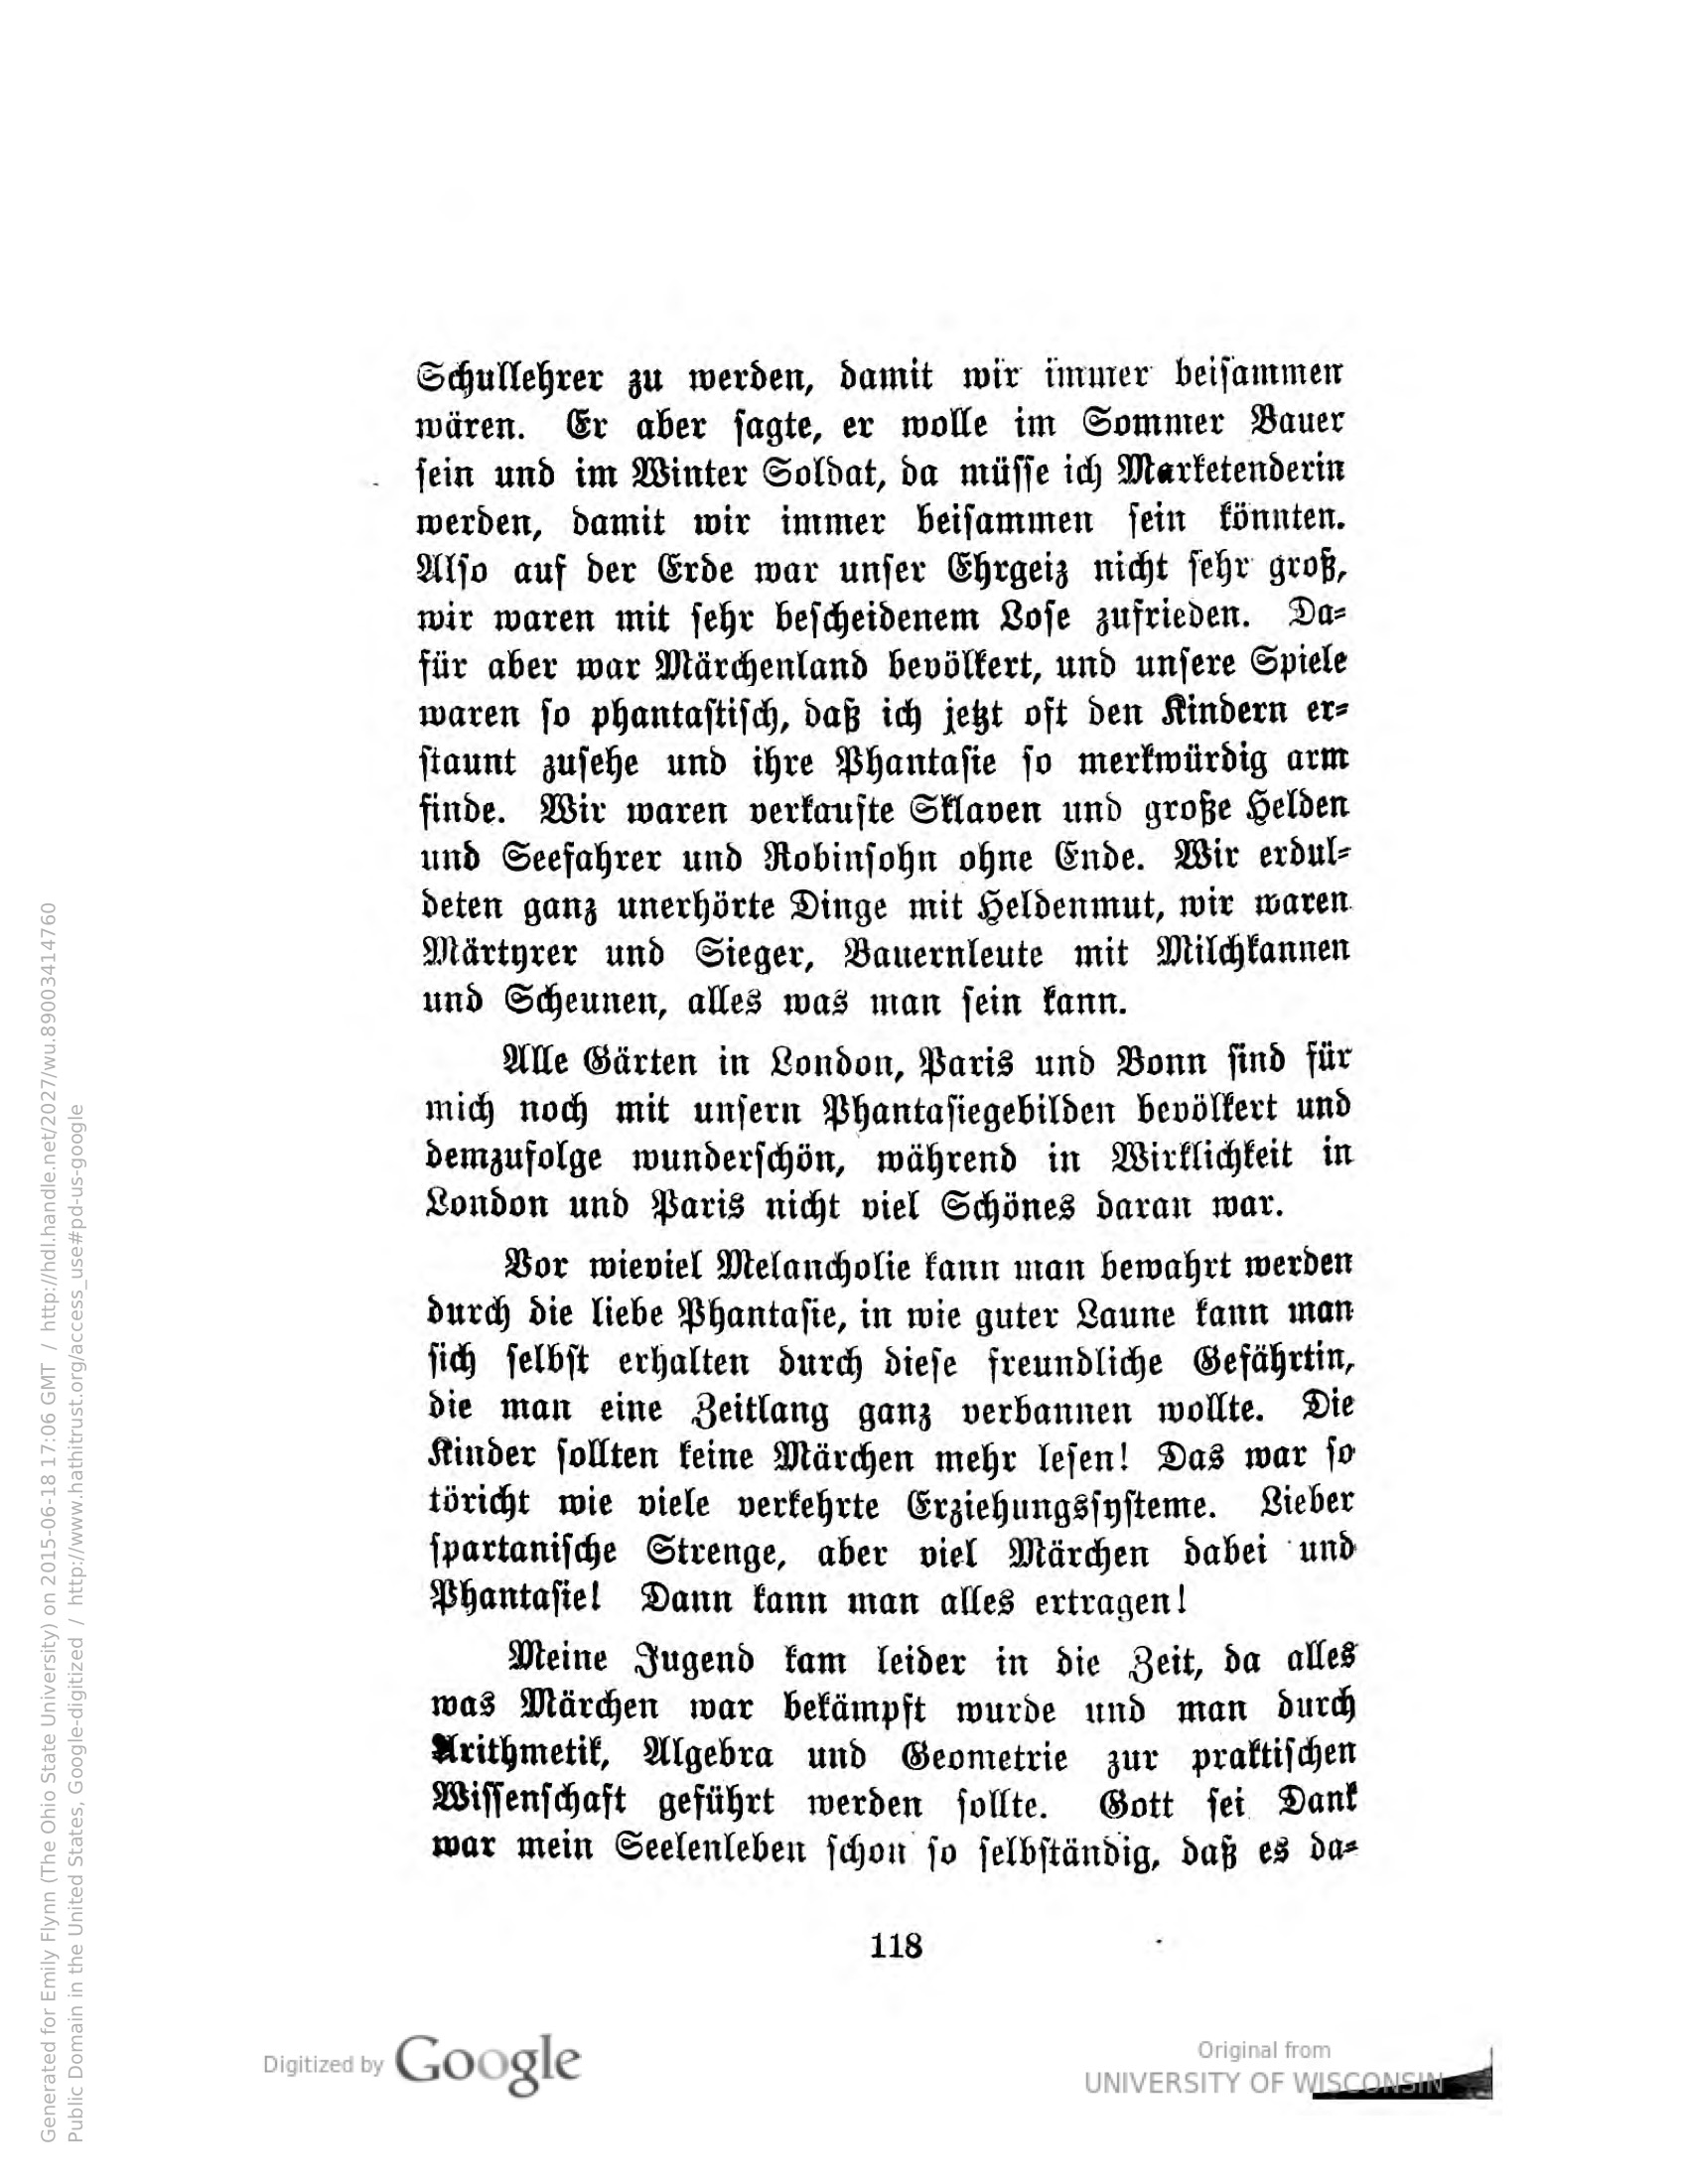 Schullehrer zu werden, damit wir immer beisammen
wären. Er aber sagte, er wolle im Sommer Bauer
sein und im Winter Soldat, da müsse ich Marketenderin
werden, damit wir immer beisammen sein könnten.
Also auf der Erde war unser Ehrgeiz nicht sehr groß,
wir waren mit sehr bescheidenem Lose zufrieden. Da=
für aber war Märchenland bevölkert, und unsere Spiele
waren so phantastisch, daß ich jetzt oft den Kindern er=
staunt zusehe und ihre Phantasie so merkwürdig arm
finde. Wir waren verkaufte Sklaven und große Helden
und Seefahrer und Robinsohn ohne Ende. Wir erdul=
deten ganz unerhörte Dinge mit Heldenmut, wir waren
Märtyrer und Sieger, Bauernleute mit Milchkannen
und Scheunen, alles was man sein kann.
Alle Gärten in London, Paris und Bonn sind für
mich noch mit unsern Phantasiegebilden bevölkert und
demzufolge wunderschön, während in Wirklichkeit in
London und Paris nicht viel Schönes daran war.
Vor wieviel Melancholie kann man bewahrt werden
durch die liebe Phantasie, in wie guter Laune kann man
sich selbst erhalten durch diese freundliche Gefährtin,
die man eine Zeitlang ganz verbannen wollte. Die
Kinder sollten keine Märchen mehr lesen! Das war so
töricht wie viele verkehrte Erziehungssysteme. Lieber
spartanische Strenge, aber viel Märchen dabei und
Phantasie! Dann kann man alles ertragen!
Meine Jugend kam leider in die Zeit, da alles
was Märchen war bekämpft wurde und man durch
Arithmetik, Algebra und Geometrie zur praktischen
Wissenschaft geführt werden sollte. Gott sei Dank
war mein Seelenleben schon so selbständig, daß es da=
118
Generated for Emily Flynn (The Ohio State University) on 2015-06-18 17:06 GMT / http://hdl.handle.net/2027/wu.89003414760
Public Domain in the United States, Google-digitized / http://www.hathitrust.org/access_use#pd-us-google
Digitized by Google
Original from
UNIVERSITY OF WISCONSIN